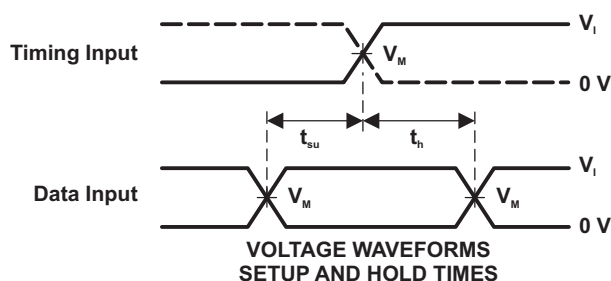 V_I
Timing Input
V_M
0 V
t_su
t_h
V_I
Data Input
V_M
V_M
0 V
VOLTAGE WAVEFORMS
SETUP AND HOLD TIMES